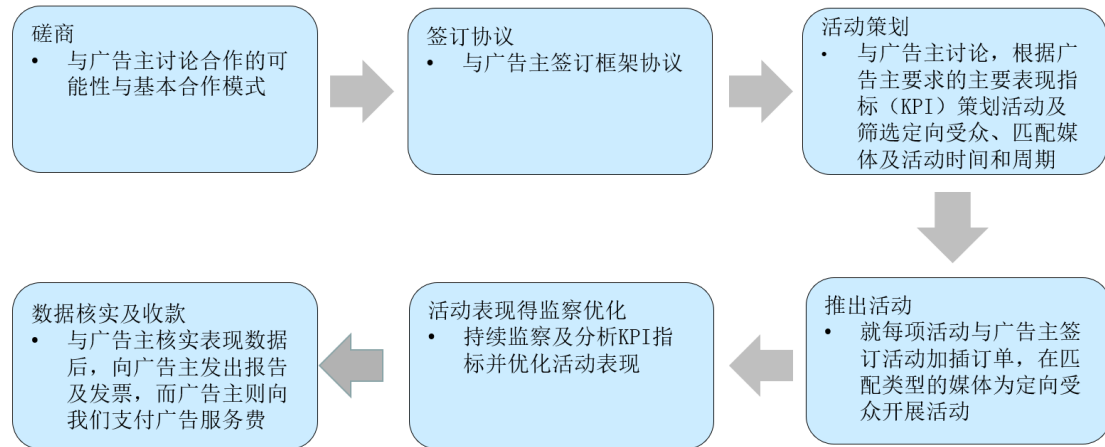 磋商
• 与广告主讨论合作的可
能性与基本合作模式
签订协议
• 与广告主签订框架协议
活动策划
• 与广告主讨论，根据广
告主要求的主要表现指
标（KPI）策划活动及
筛选定向受众、匹配媒
体及活动时间和周期
推出活动
• 就每项活动与广告主签
订活动加插订单，在匹
配类型的媒体为定向受
众开展活动
活动表现得监察优化
• 持续监察及分析KPI指
标并优化活动表现
数据核实及收款
• 与广告主核实表现数据
后，向广告主发出报告
及发票，而广告主则向
我们支付广告服务费